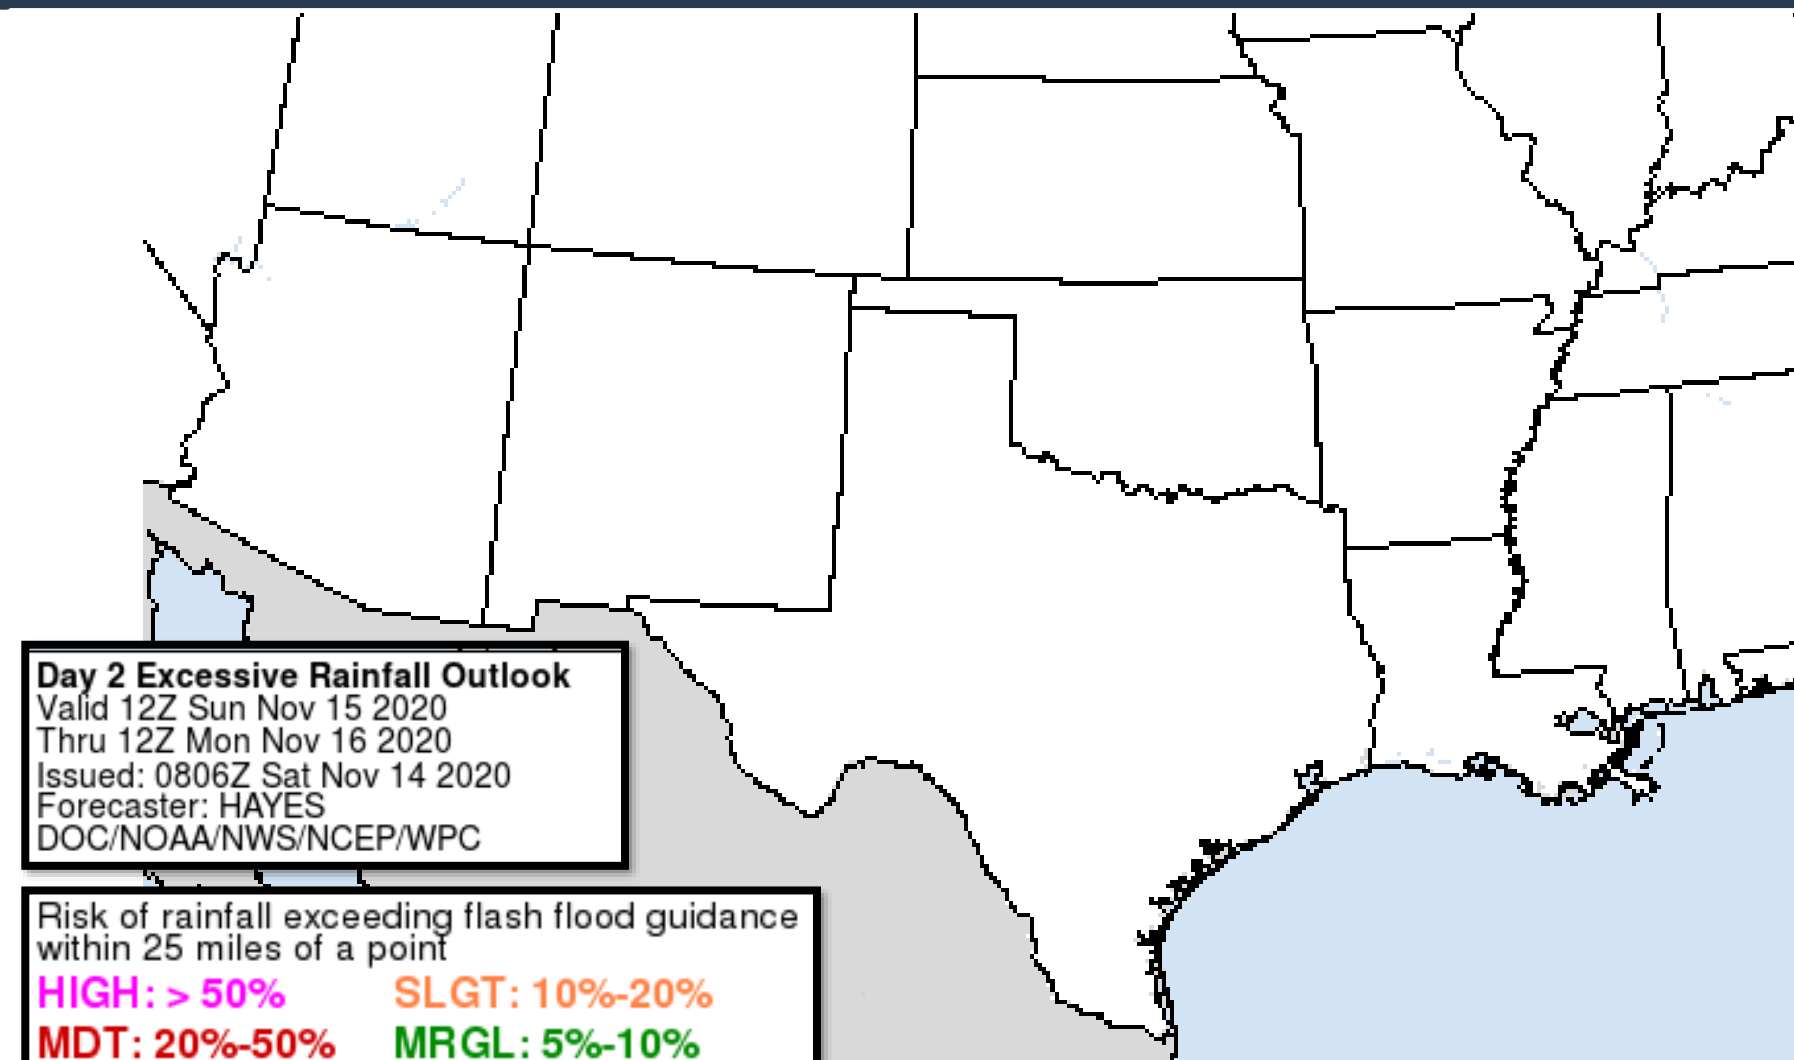 Day 2 Excessive Rainfall Outlook
Valid 12Z Sun Nov 15 2020
Thru 12Z Mon Nov 16 2020
Issued: 0806Z Sat Nov 14 2020
Forecaster: HAYES
DOC/NOAA/NWS/NCEP/WPC
Risk of rainfall exceeding flash flood guidance
within 25 miles of a point
HIGH: > 50% SLGT: 10%-20%
MDT: 20%-50% MRGL: 5%-10%